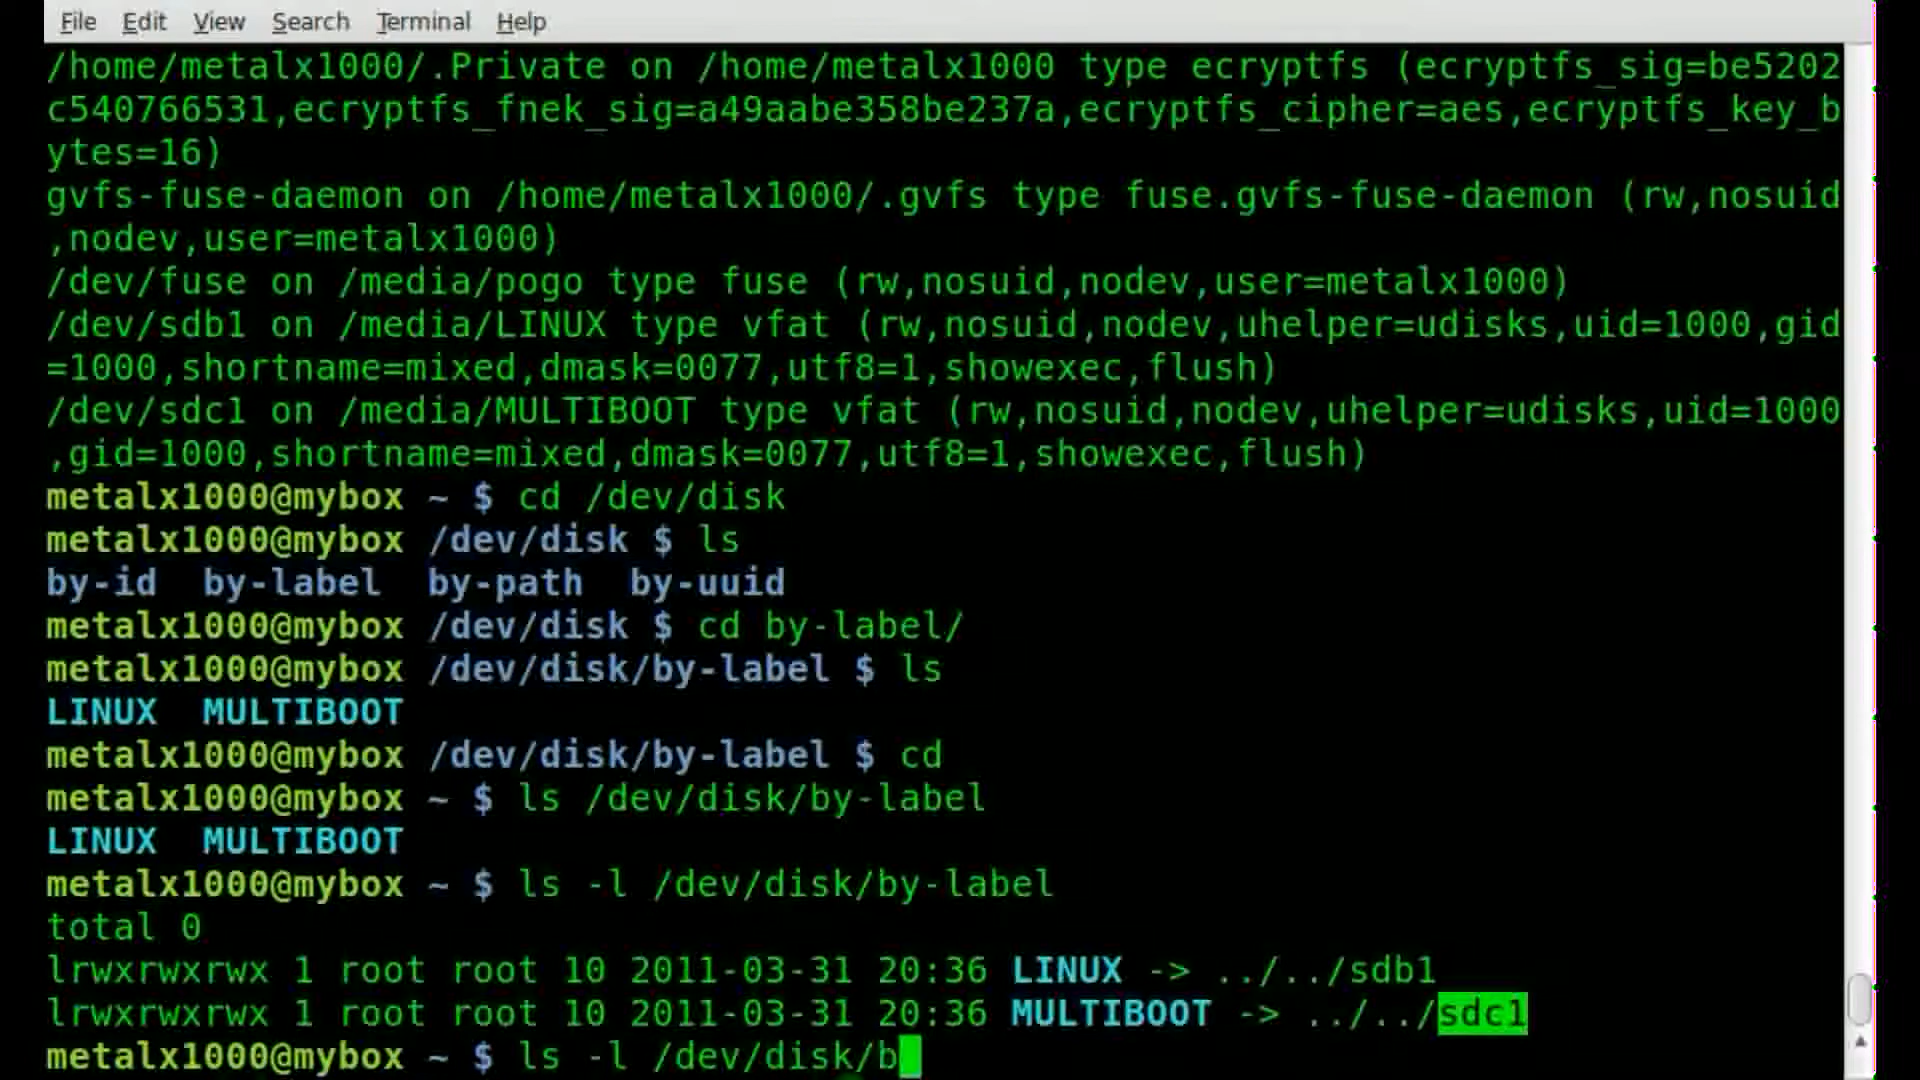 File Edit View Search Terminal Help
/home/metalx1000/.Private on /home/metalx1000 type ecryptfs (ecryptfs_sig=be5202
c540766531,ecryptfs_fnek_sig=a49aabe358be237a,ecryptfs_cipher=aes,ecryptfs_key_b
ytes=16)
gvfs-fuse-daemon on /home/metalx1000/.gvfs type fuse.gvfs-fuse-daemon (rw,nosuid
,nodev,user=metalx1000)
/dev/fuse on /media/pogo type fuse (rw,nosuid,nodev,user=metalx1000)
/dev/sdb1 on /media/LINUX type vfat (rw,nosuid,nodev,uhelper=udisks,uid=1000,gid
=1000,shortname=mixed,dmask=0077,utf8=1,showexec,flush)
/dev/sdc1 on /media/MULTIBOOT type vfat (rw,nosuid,nodev,uhelper=udisks,uid=1000
,gid=1000,shortname=mixed,dmask=0077,utf8=1,showexec,flush)
metalx1000@mybox ~ $ cd /dev/disk
metalx1000@mybox /dev/disk $ ls
by-id  by-label  by-path  by-uuid
metalx1000@mybox /dev/disk $ cd by-label/
metalx1000@mybox /dev/disk/by-label $ ls
LINUX  MULTIBOOT
metalx1000@mybox /dev/disk/by-label $ cd
metalx1000@mybox ~ $ ls /dev/disk/by-label
LINUX  MULTIBOOT
metalx1000@mybox ~ $ ls -l /dev/disk/by-label
total 0
lrwxrwxrwx 1 root root 10 2011-03-31 20:36 LINUX -> ../../sdb1
lrwxrwxrwx 1 root root 10 2011-03-31 20:36 MULTIBOOT -> ../../sdc1
metalx1000@mybox ~ $ ls -l /dev/disk/b